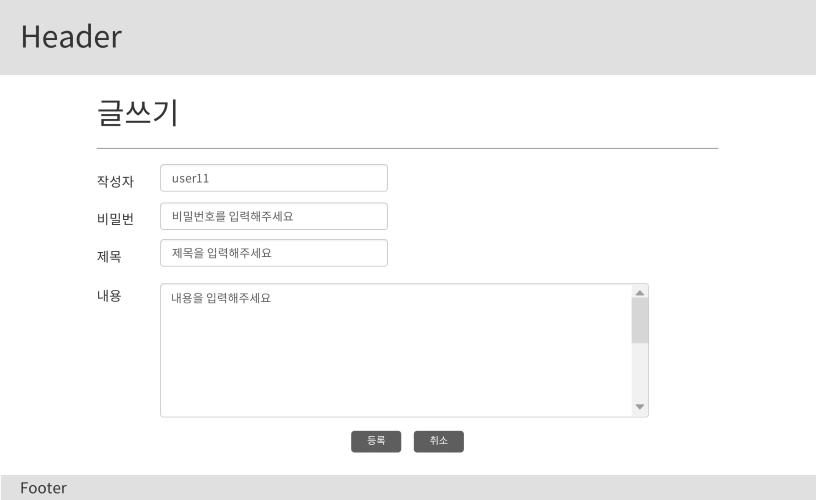 Header
글쓰기
작성자 user11
비밀번 비밀번호를 입력해주세요
제목 제목을 입력해주세요
내용 내용을 입력해주세요
등록 취소
Footer